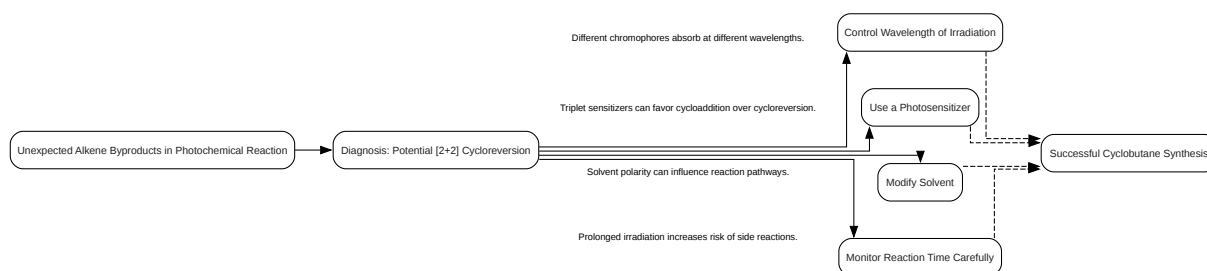 Control Wavelength of Irradiation
Different chromophores absorb at different wavelengths.
Use a Photosensitizer
Triplet sensitizers can favor cycloaddition over cycloreversion.
Unexpected Alkene Byproducts in Photochemical Reaction
Diagnosis: Potential [2+2] Cycloreversion
Successful Cyclobutane Synthesis
Solvent polarity can influence reaction pathways.
Modify Solvent
Prolonged irradiation increases risk of side reactions.
Monitor Reaction Time Carefully